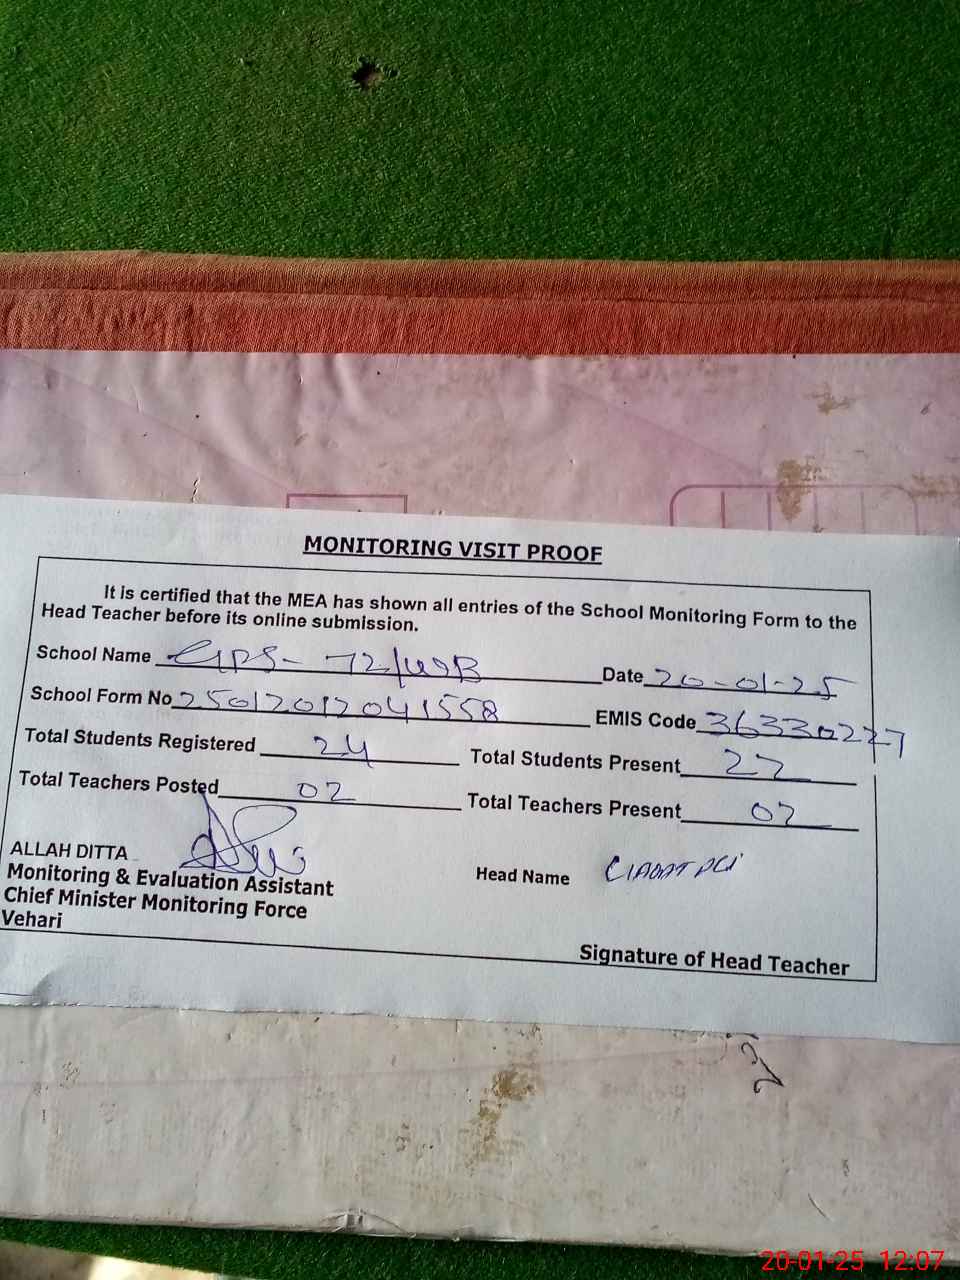 MONITORING VISIT PROOF
It is certified that the MEA has shown all entries of the School Monitoring Form to the
Head Teacher before its online submission.
School Name GPS- 72/WB Date 20-01-25
School Form No 25012012041558 EMIS Code 36330227
Total Students Registered 24 Total Students Present 22
Total Teachers Posted 02 Total Teachers Present 02
ALLAH DITTA
Monitoring & Evaluation Assistant Head Name
Chief Minister Monitoring Force
Vehari
Signature of Head Teacher
20-01-25 12:07